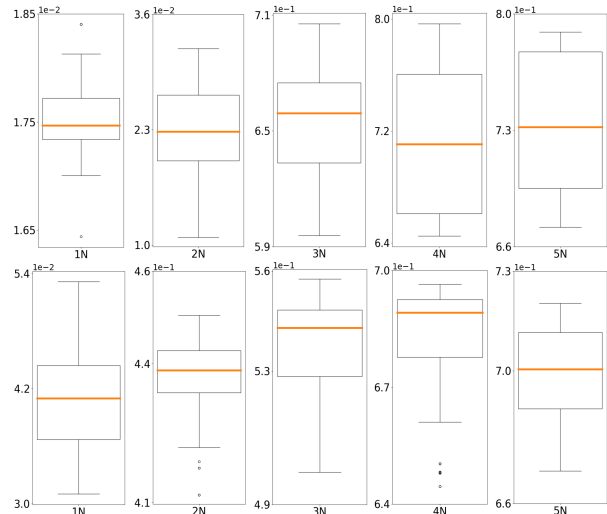 1.85 1e−2 3.6 1e−2 7.1 1e−1 8.0 1e−1 8.0 1e−1
1.75 2.3 6.5 7.2 7.3
1.65 1.0 5.9 6.4 6.6
1N 2N 3N 4N 5N
5.4 1e−2 4.6 1e−1 5.6 1e−1 7.0 1e−1 7.3 1e−1
4.2 4.4 5.3 6.7 7.0
3.0 4.1 4.9 6.4 6.6
1N 2N 3N 4N 5N